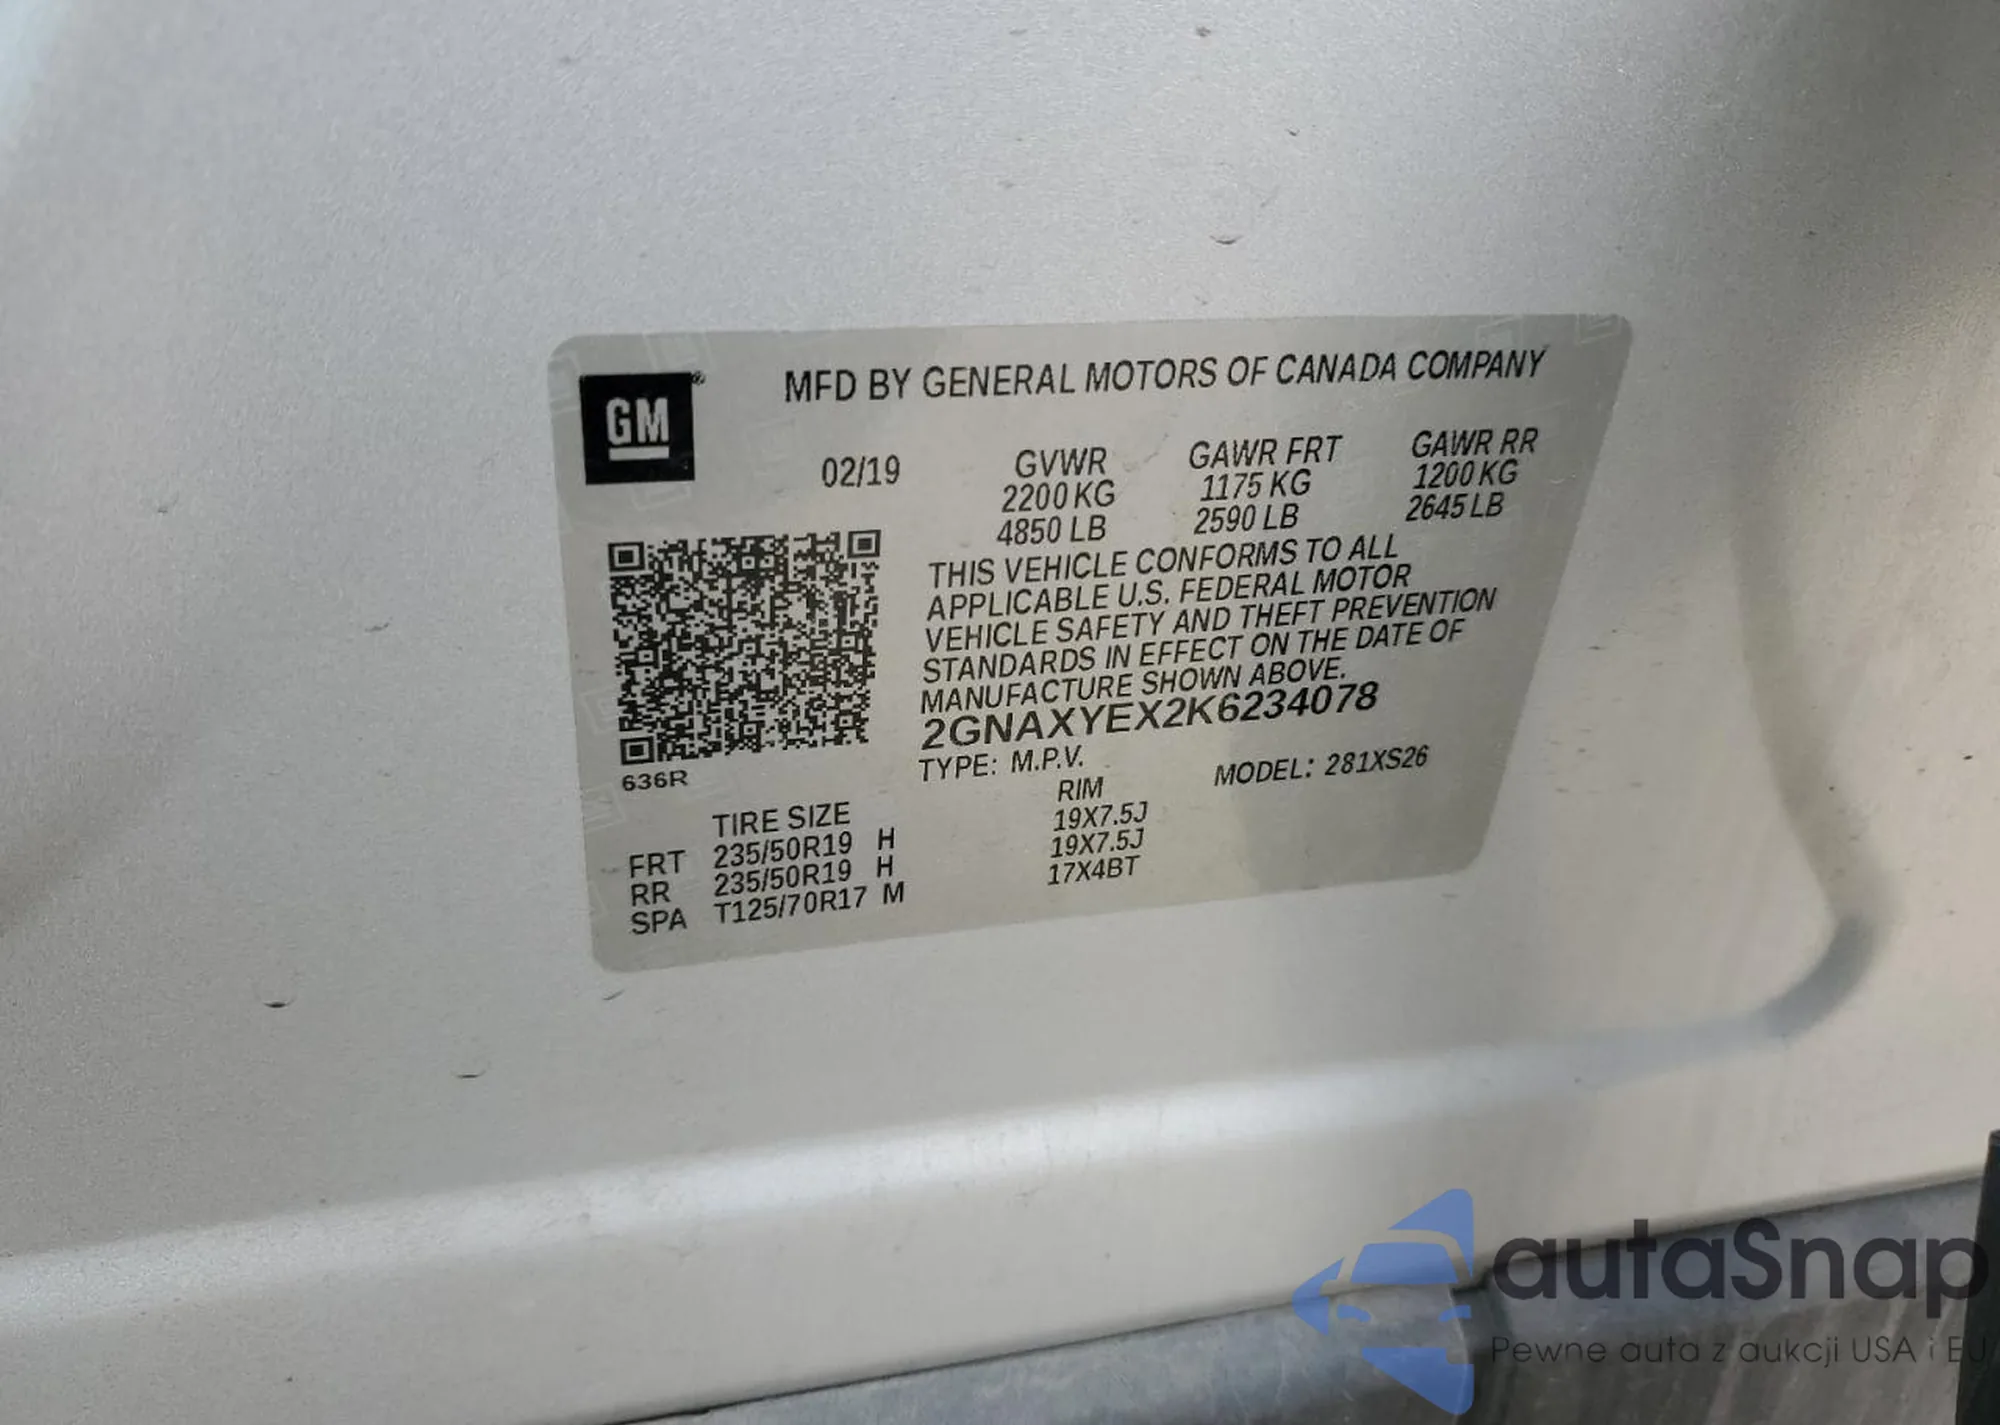 GM
MFD BY GENERAL MOTORS OF CANADA COMPANY
02/19 GVWR GAWR FRT GAWR RR
2200 KG 1175 KG 1200 KG
4850 LB 2590 LB 2645 LB
THIS VEHICLE CONFORMS TO ALL
APPLICABLE U.S. FEDERAL MOTOR
VEHICLE SAFETY AND THEFT PREVENTION
STANDARDS IN EFFECT ON THE DATE OF
MANUFACTURE SHOWN ABOVE.
2GNAXYEX2K6234078
TYPE: M.P.V. MODEL: 281XS26
636R
TIRE SIZE RIM
FRT 235/50R19 H 19X7.5J
RR 235/50R19 H 19X7.5J
SPA T125/70R17 M 17X4BT
autaSnap
Pewne auta z aukcji USA i EU